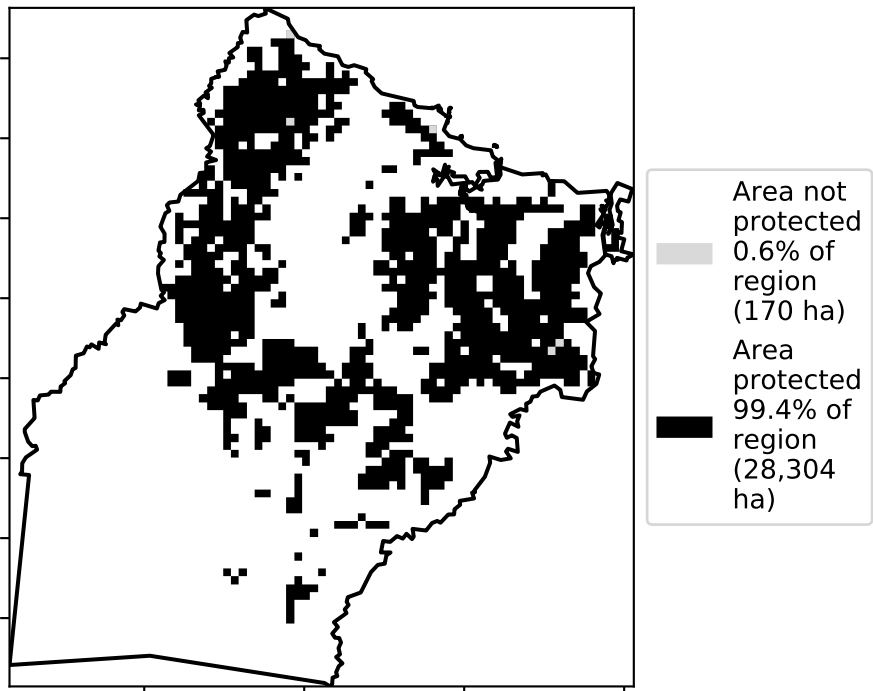 Area not
protected
0.6% of
region
(170 ha)
Area
protected
99.4% of
region
(28,304
ha)